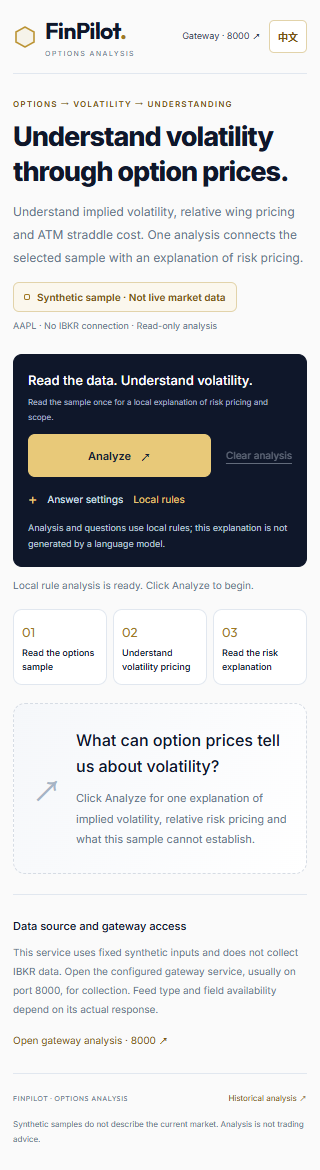 FinPilot.
OPTIONS ANALYSIS
Gateway · 8000 ↗
中文
OPTIONS → VOLATILITY → UNDERSTANDING
Understand volatility
through option prices.
Understand implied volatility, relative wing pricing
and ATM straddle cost. One analysis connects the
selected sample with an explanation of risk pricing.
Synthetic sample · Not live market data
AAPL · No IBKR connection · Read-only analysis
Read the data. Understand volatility.
Read the sample once for a local explanation of risk pricing and
scope.
Analyze ↗
Clear analysis
+ Answer settings Local rules
Analysis and questions use local rules; this explanation is not
generated by a language model.
Local rule analysis is ready. Click Analyze to begin.
01
Read the options
sample
02
Understand
volatility pricing
03
Read the risk
explanation
What can option prices tell
us about volatility?
Click Analyze for one explanation of
implied volatility, relative risk pricing and
what this sample cannot establish.
Data source and gateway access
This service uses fixed synthetic inputs and does not collect
IBKR data. Open the configured gateway service, usually on
port 8000, for collection. Feed type and field availability
depend on its actual response.
Open gateway analysis · 8000 ↗
FINPILOT · OPTIONS ANALYSIS
Historical analysis ↗
Synthetic samples do not describe the current market. Analysis is not trading
advice.